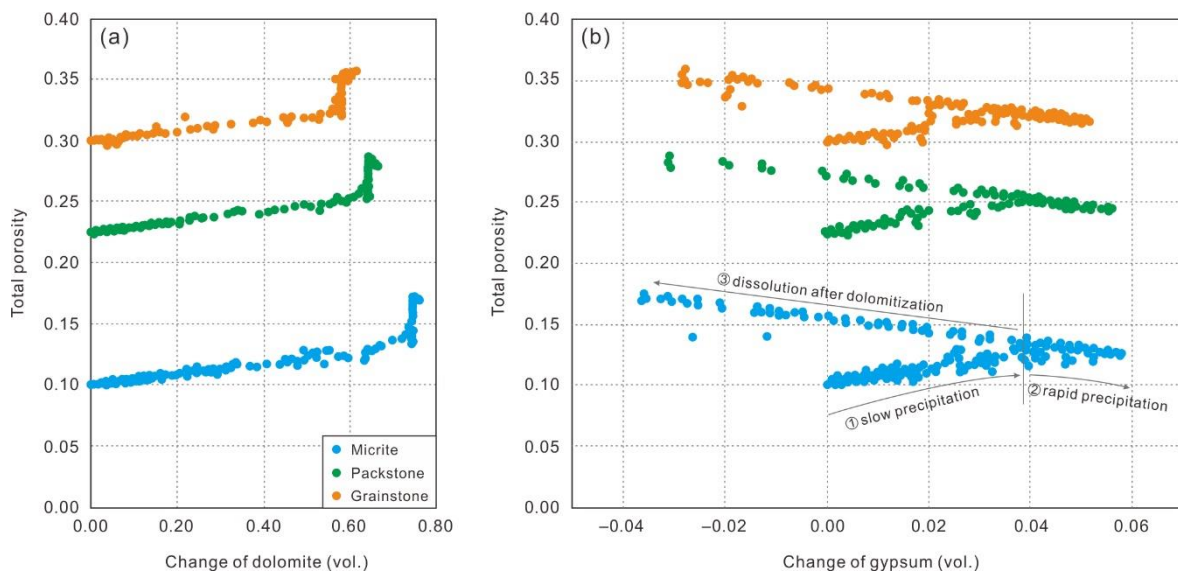 (a)
Total porosity
0.40
0.35
0.30
0.25
0.20
0.15
0.10
0.05
0.00
0.00 0.20 0.40 0.60 0.80
Change of dolomite (vol.)
Micrite
Packstone
Grainstone
(b)
Total porosity
0.40
0.35
0.30
0.25
0.20
0.15
0.10
0.05
0.00
③ dissolution after dolomitization
① slow precipitation
② rapid precipitation
−0.04 −0.02 0.00 0.02 0.04 0.06
Change of gypsum (vol.)